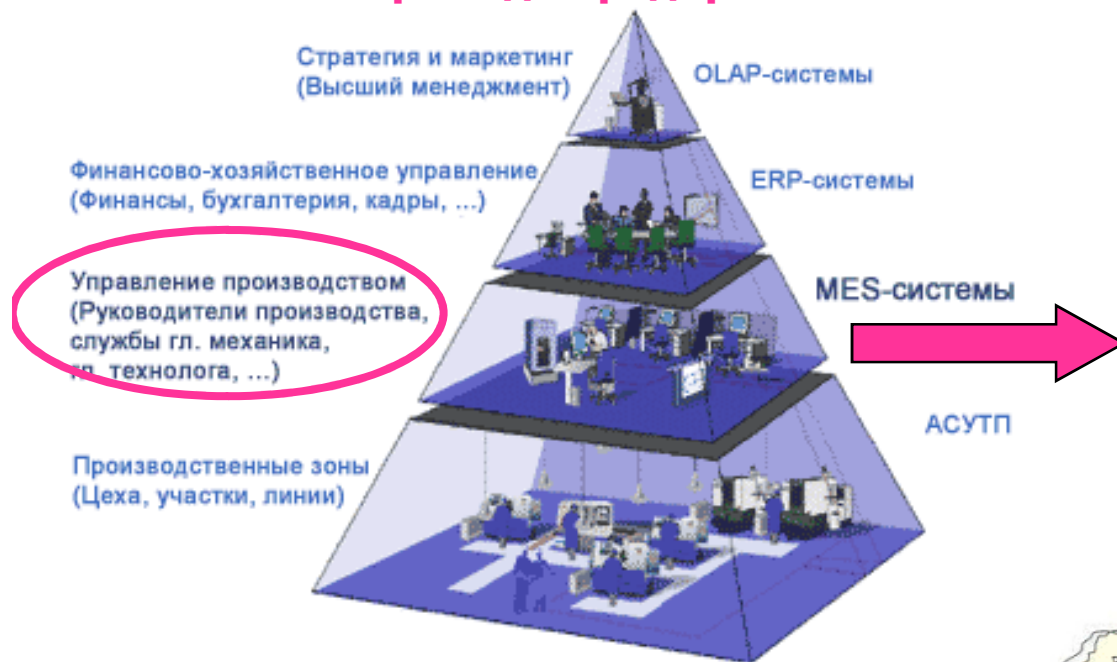 Стратегия и маркетинг
(Высший менеджмент)
OLAP-системы
Финансово-хозяйственное управление
(Финансы, бухгалтерия, кадры, ...)
ERP-системы
Управление производством
(Руководители производства,
службы гл. механика,
гл. технолога, ...)
MES-системы
АСУТП
Производственные зоны
(Цеха, участки, линии)